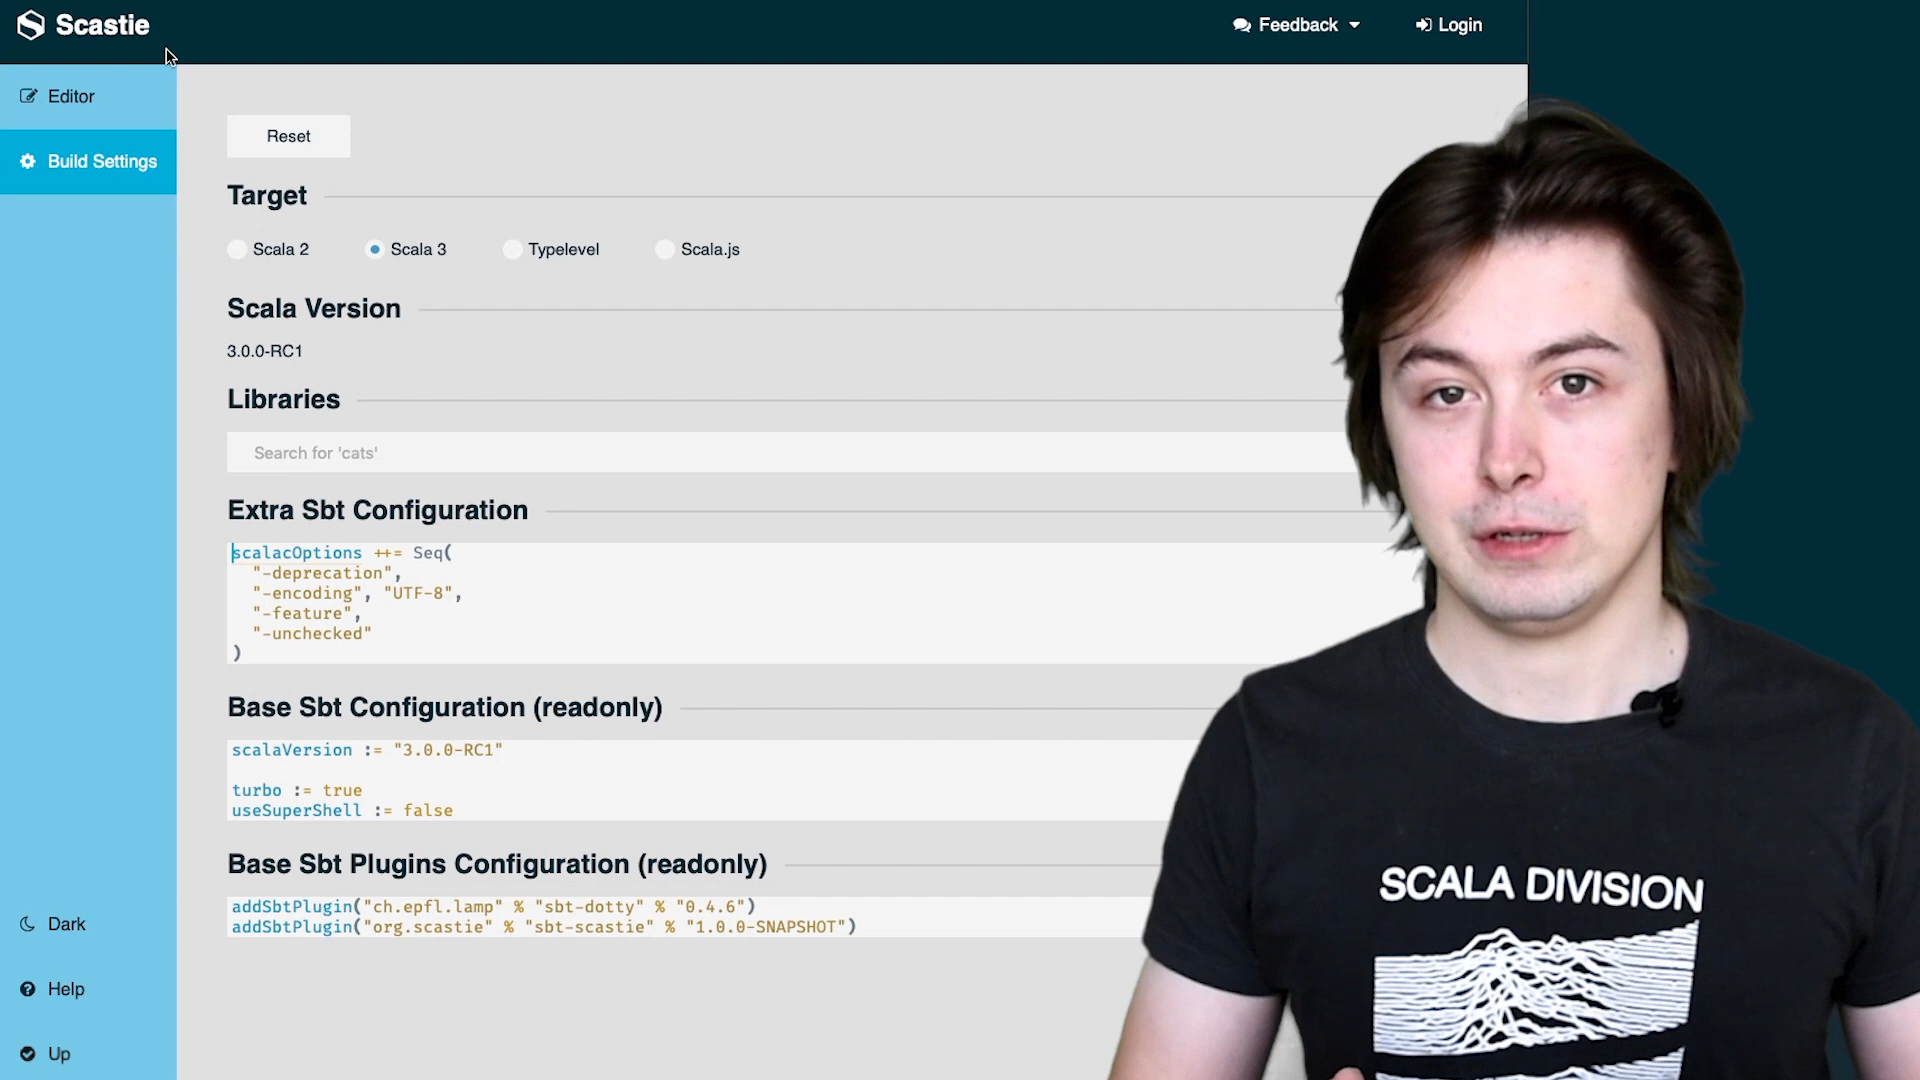 Scastie
Feedback
Login
Editor
Build Settings
Reset
Target
Scala 2
Scala 3
Typelevel
Scala.js
Scala Version
3.0.0-RC1
Libraries
Search for 'cats'
Extra Sbt Configuration
scalacOptions ++= Seq(
"-deprecation",
"-encoding", "UTF-8",
"-feature",
"-unchecked"
)
Base Sbt Configuration (readonly)
scalaVersion := "3.0.0-RC1"
turbo := true
useSuperShell := false
Base Sbt Plugins Configuration (readonly)
addSbtPlugin("ch.epfl.lamp" % "sbt-dotty" % "0.4.6")
addSbtPlugin("org.scastie" % "sbt-scastie" % "1.0.0-SNAPSHOT")
Dark
Help
Up
SCALA DIVISION